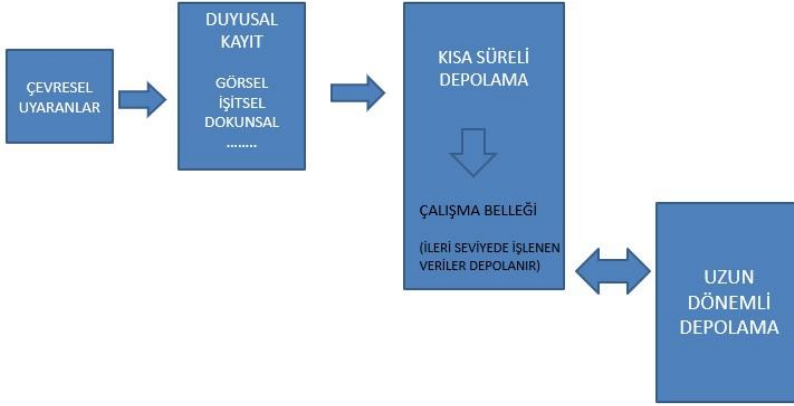 ÇEVRESEL
UYARANLAR
DUYUSAL
KAYIT
GÖRSEL
İŞİTSEL
DOKUNSAL
........
KISA SÜRELİ
DEPOLAMA
ÇALIŞMA BELLEĞİ
(İLERİ SEVİYEDE İŞLENEN
VERİLER DEPOLANIR)
UZUN
DÖNEMLİ
DEPOLAMA